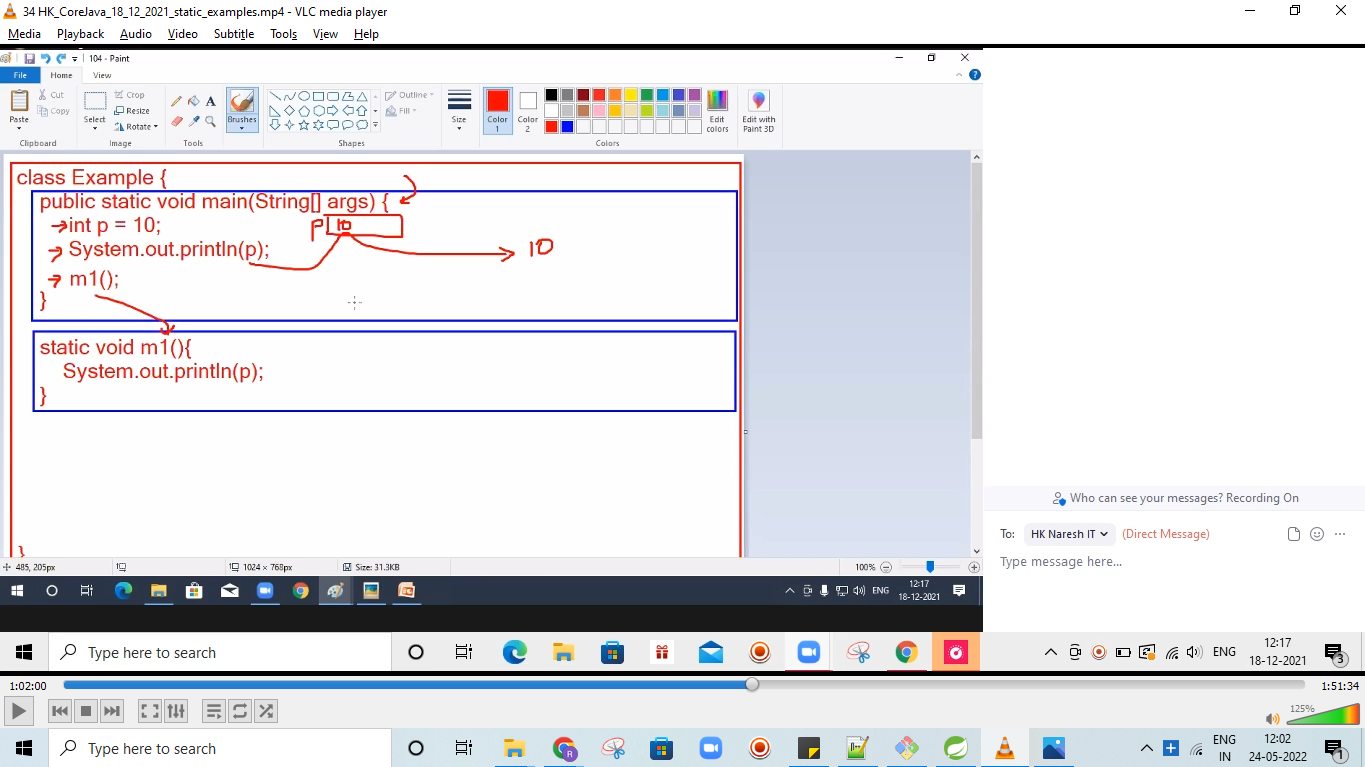 34 HK_CoreJava_18_12_2021_static_examples.mp4 - VLC media player
Media Playback Audio Video Subtitle Tools View Help
104 - Paint
File Home View
Paste
Cut
Copy
Clipboard
Select
Crop
Resize
Rotate
Image
Tools
Brushes
Outline
Fill
Shapes
Size
Color 1
Color 2
Edit colors
Colors
Edit with Paint 3D
class Example {
public static void main(String[] args) {
int p = 10;
P 10
System.out.println(p);
10
m1();
}
static void m1(){
System.out.println(p);
}
}
Who can see your messages? Recording On
To: HK Naresh IT (Direct Message)
Type message here...
485, 205px
1024 × 768px
Size: 31.3KB
100%
ENG
12:17
18-12-2021
Type here to search
ENG
12:17
18-12-2021
3
1:02:00
1:51:34
125%
Type here to search
ENG
IN
12:02
24-05-2022
1